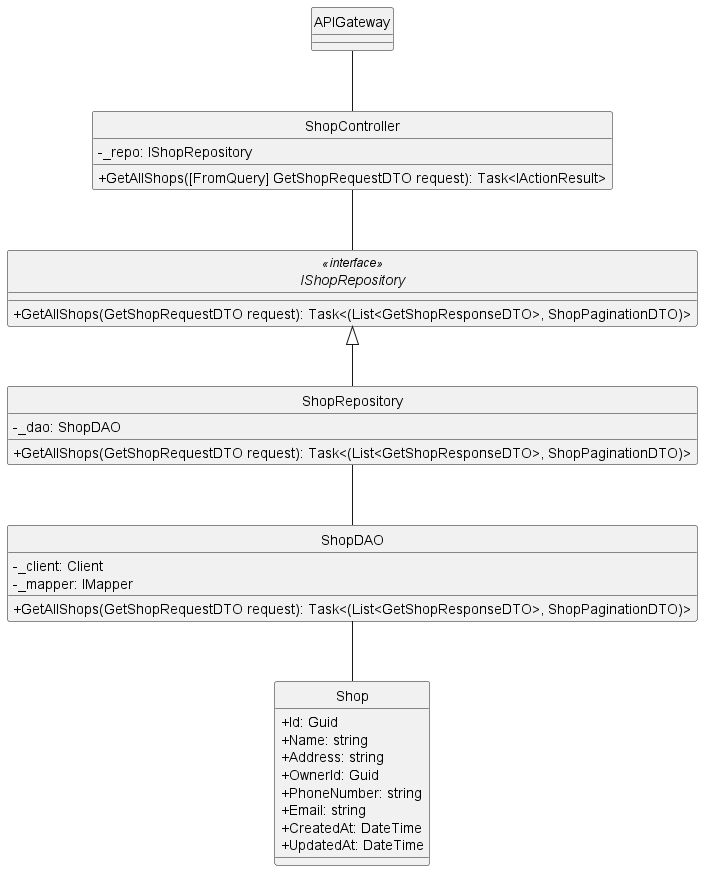 APIGateway
ShopController
-_repo: IShopRepository
+GetAllShops([FromQuery] GetShopRequestDTO request): Task<IActionResult>
«interface»
IShopRepository
+GetAllShops(GetShopRequestDTO request): Task<(List<GetShopResponseDTO>, ShopPaginationDTO)>
ShopRepository
-_dao: ShopDAO
+GetAllShops(GetShopRequestDTO request): Task<(List<GetShopResponseDTO>, ShopPaginationDTO)>
ShopDAO
-_client: Client
-_mapper: IMapper
+GetAllShops(GetShopRequestDTO request): Task<(List<GetShopResponseDTO>, ShopPaginationDTO)>
Shop
+Id: Guid
+Name: string
+Address: string
+OwnerId: Guid
+PhoneNumber: string
+Email: string
+CreatedAt: DateTime
+UpdatedAt: DateTime